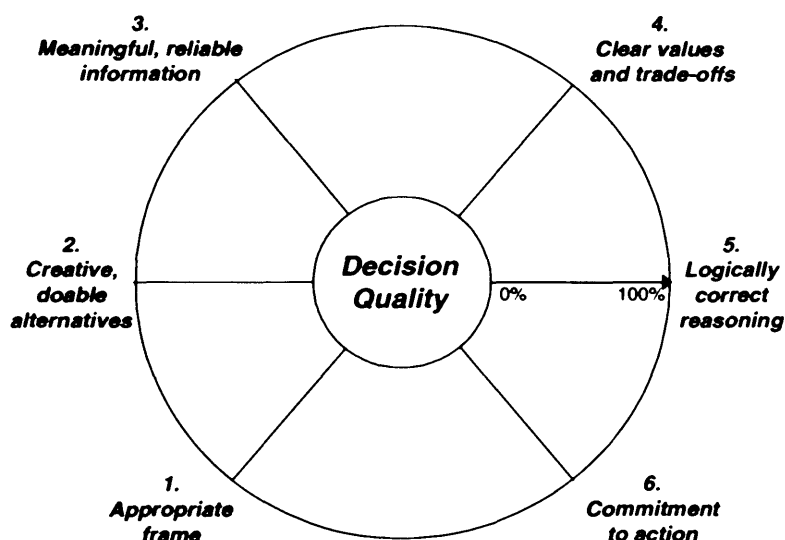 3.
Meaningful, reliable
information
4.
Clear values
and trade-offs
2.
Creative,
doable
alternatives
Decision
Quality
0%
100%
5.
Logically
correct
reasoning
1.
Appropriate
frame
6.
Commitment
to action